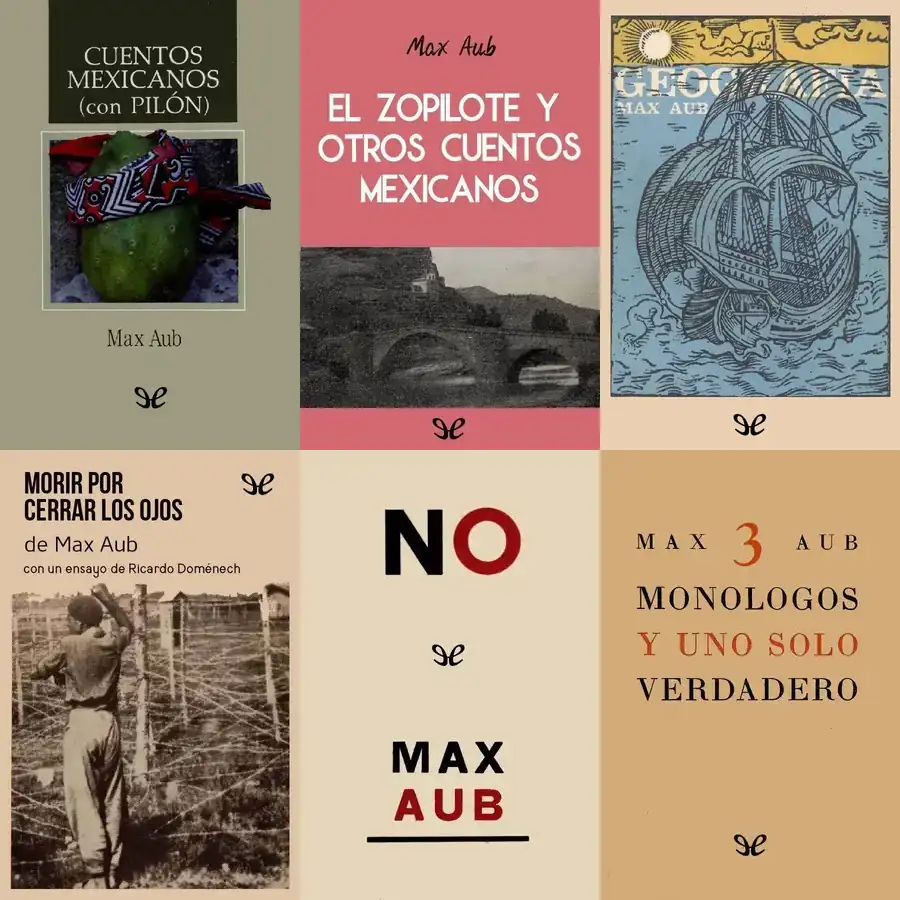 CUENTOS
MEXICANOS
(con PILÓN)
Max Aub
Max Aub
EL ZOPILOTE Y
OTROS CUENTOS
MEXICANOS
GEOGRAFIA
MAX AUB
MORIR POR
CERRAR LOS OJOS
de Max Aub
con un ensayo de Ricardo Doménech
NO
MAX
AUB
MAX 3 AUB
MONOLOGOS
Y UNO SOLO
VERDADERO